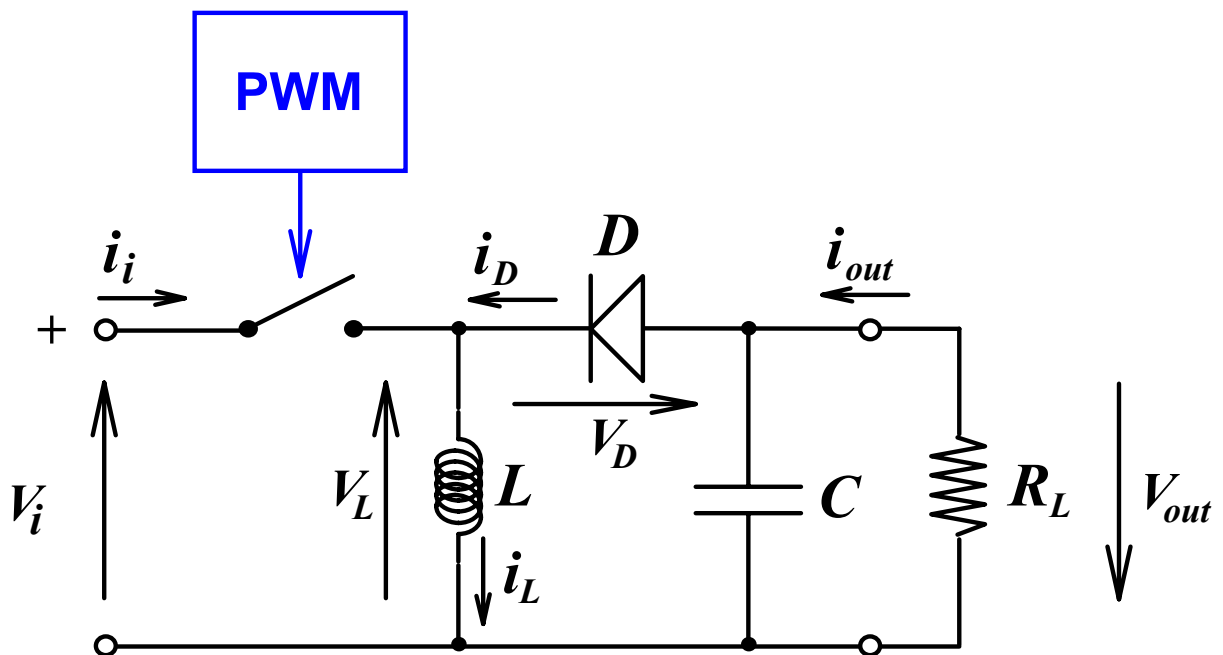 PWM
i_i
i_D
D
i_out
+
V_D
V_i
V_L
L
C
R_L
V_out
i_L